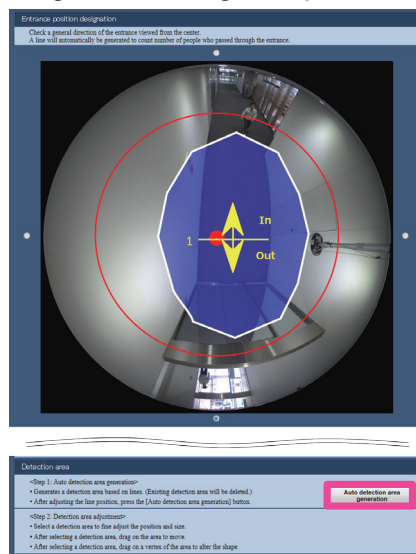 Entrance position designation
Check a general direction of the entrance viewed from the center.
A line will automatically be generated to count number of people who passed through the entrance.
In
1
Out
Detection area
<Step 1: Auto detection area generation>
• Generates a detection area based on lines. (Existing detection area will be deleted.)
• After adjusting the line position, press the [Auto detection area generation] button.
Auto detection area
generation
<Step 2: Detection area adjustment>
• Select a detection area to fine adjust the position and size.
• After selecting a detection area, drag on the area to move.
• After selecting a detection area, drag on a vertex of the area to alter the shape.